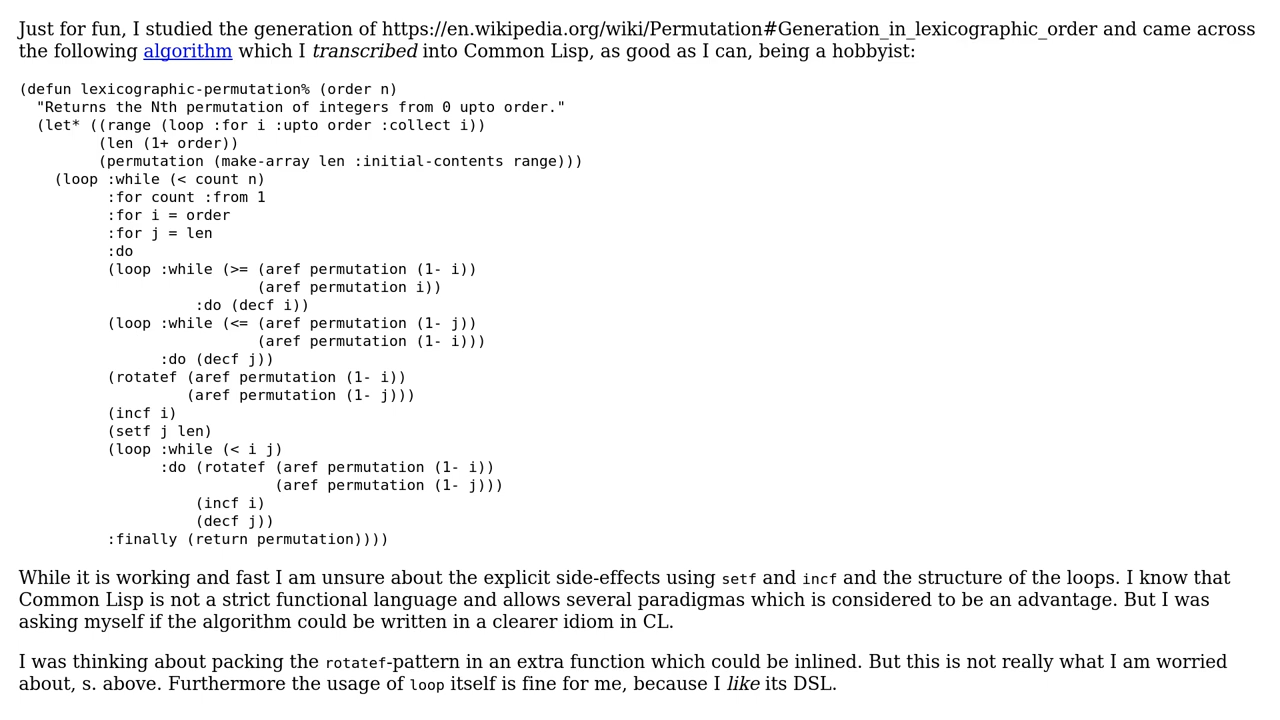 Just for fun, I studied the generation of https://en.wikipedia.org/wiki/Permutation#Generation_in_lexicographic_order and came across
the following algorithm which I transcribed into Common Lisp, as good as I can, being a hobbyist:
(defun lexicographic-permutation% (order n)
  "Returns the Nth permutation of integers from 0 upto order."
  (let* ((range (loop :for i :upto order :collect i))
         (len (1+ order))
         (permutation (make-array len :initial-contents range)))
    (loop :while (< count n)
          :for count :from 1
          :for i = order
          :for j = len
          :do
          (loop :while (>= (aref permutation (1- i))
                           (aref permutation i))
                    :do (decf i))
          (loop :while (<= (aref permutation (1- j))
                           (aref permutation (1- i)))
                :do (decf j))
          (rotatef (aref permutation (1- i))
                   (aref permutation (1- j)))
          (incf i)
          (setf j len)
          (loop :while (< i j)
                :do (rotatef (aref permutation (1- i))
                             (aref permutation (1- j)))
                    (incf i)
                    (decf j))
          :finally (return permutation))))
While it is working and fast I am unsure about the explicit side-effects using setf and incf and the structure of the loops. I know that
Common Lisp is not a strict functional language and allows several paradigmas which is considered to be an advantage. But I was
asking myself if the algorithm could be written in a clearer idiom in CL.
I was thinking about packing the rotatef-pattern in an extra function which could be inlined. But this is not really what I am worried
about, s. above. Furthermore the usage of loop itself is fine for me, because I like its DSL.